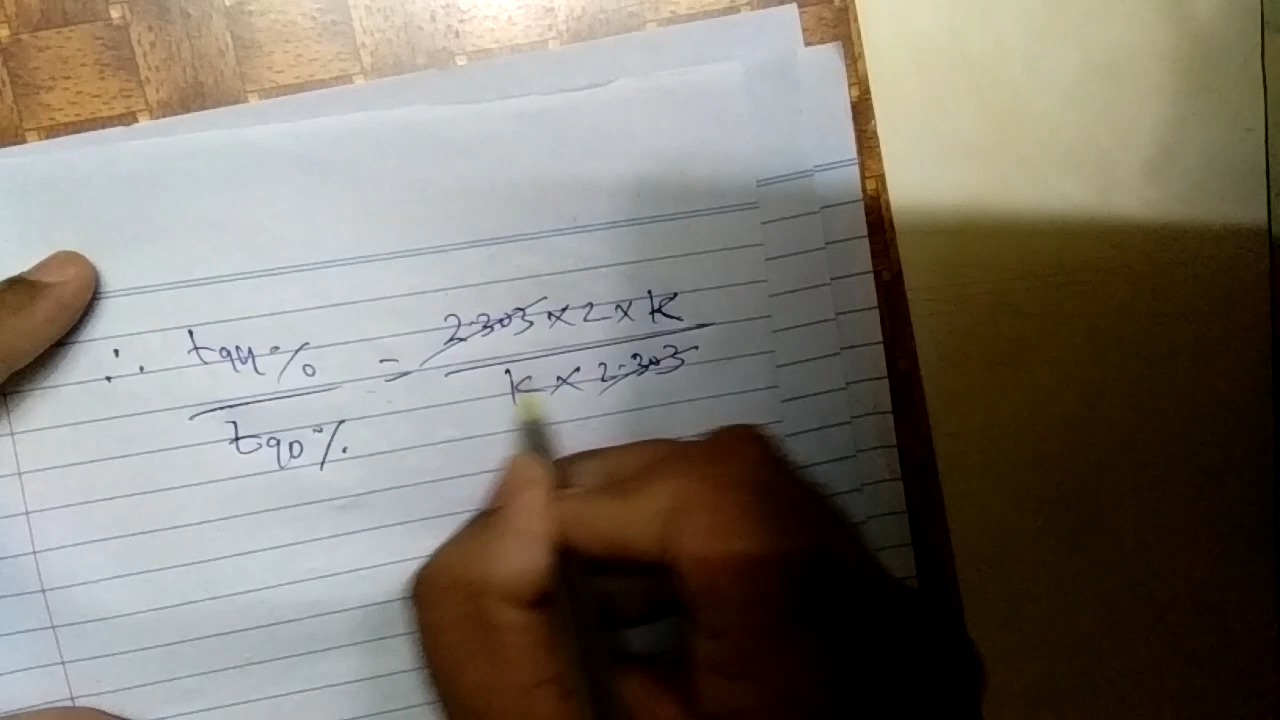 ∴ t99% / t90% = 2.303 × 2 × k / k × 2.303